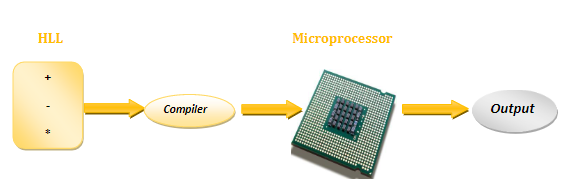 HLL
Microprocessor
+
-
*
Compiler
Output